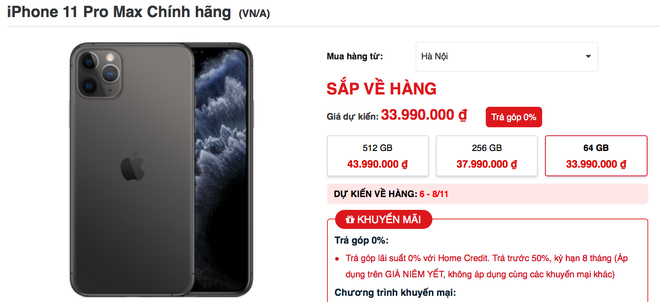 iPhone 11 Pro Max Chính hãng (VN/A)
Mua hàng từ: Hà Nội
SẮP VỀ HÀNG
Giá dự kiến: 33.990.000 ₫ Trả góp 0%
512 GB 256 GB 64 GB
43.990.000 ₫ 37.990.000 ₫ 33.990.000 ₫
DỰ KIẾN VỀ HÀNG: 6 - 8/11
KHUYẾN MÃI
Trả góp 0%:
Trả góp lãi suất 0% với Home Credit. Trả trước 50%, kỳ hạn 8 tháng (Áp
dụng trên GIÁ NIÊM YẾT, không áp dụng cùng các khuyến mại khác)
Chương trình khuyến mại: